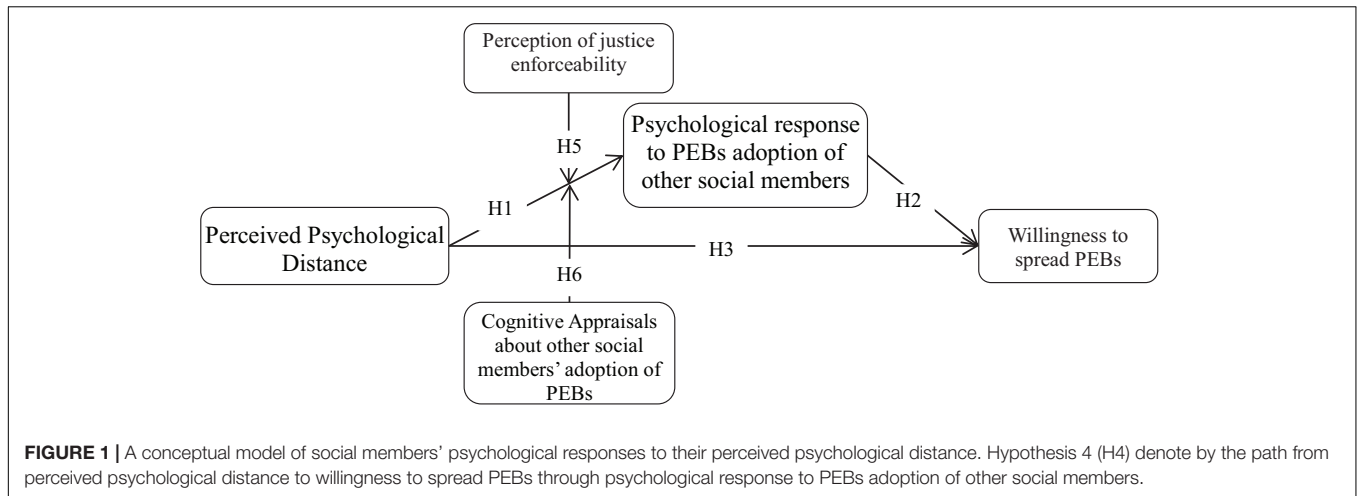 Perception of justice
enforceability
H5
Psychological response
to PEBs adoption of
other social members
H1
H2
Perceived Psychological
Distance
H3
Willingness to
spread PEBs
H6
Cognitive Appraisals
about other social
members’ adoption of
PEBs
FIGURE 1 | A conceptual model of social members’ psychological responses to their perceived psychological distance. Hypothesis 4 (H4) denote by the path from
perceived psychological distance to willingness to spread PEBs through psychological response to PEBs adoption of other social members.